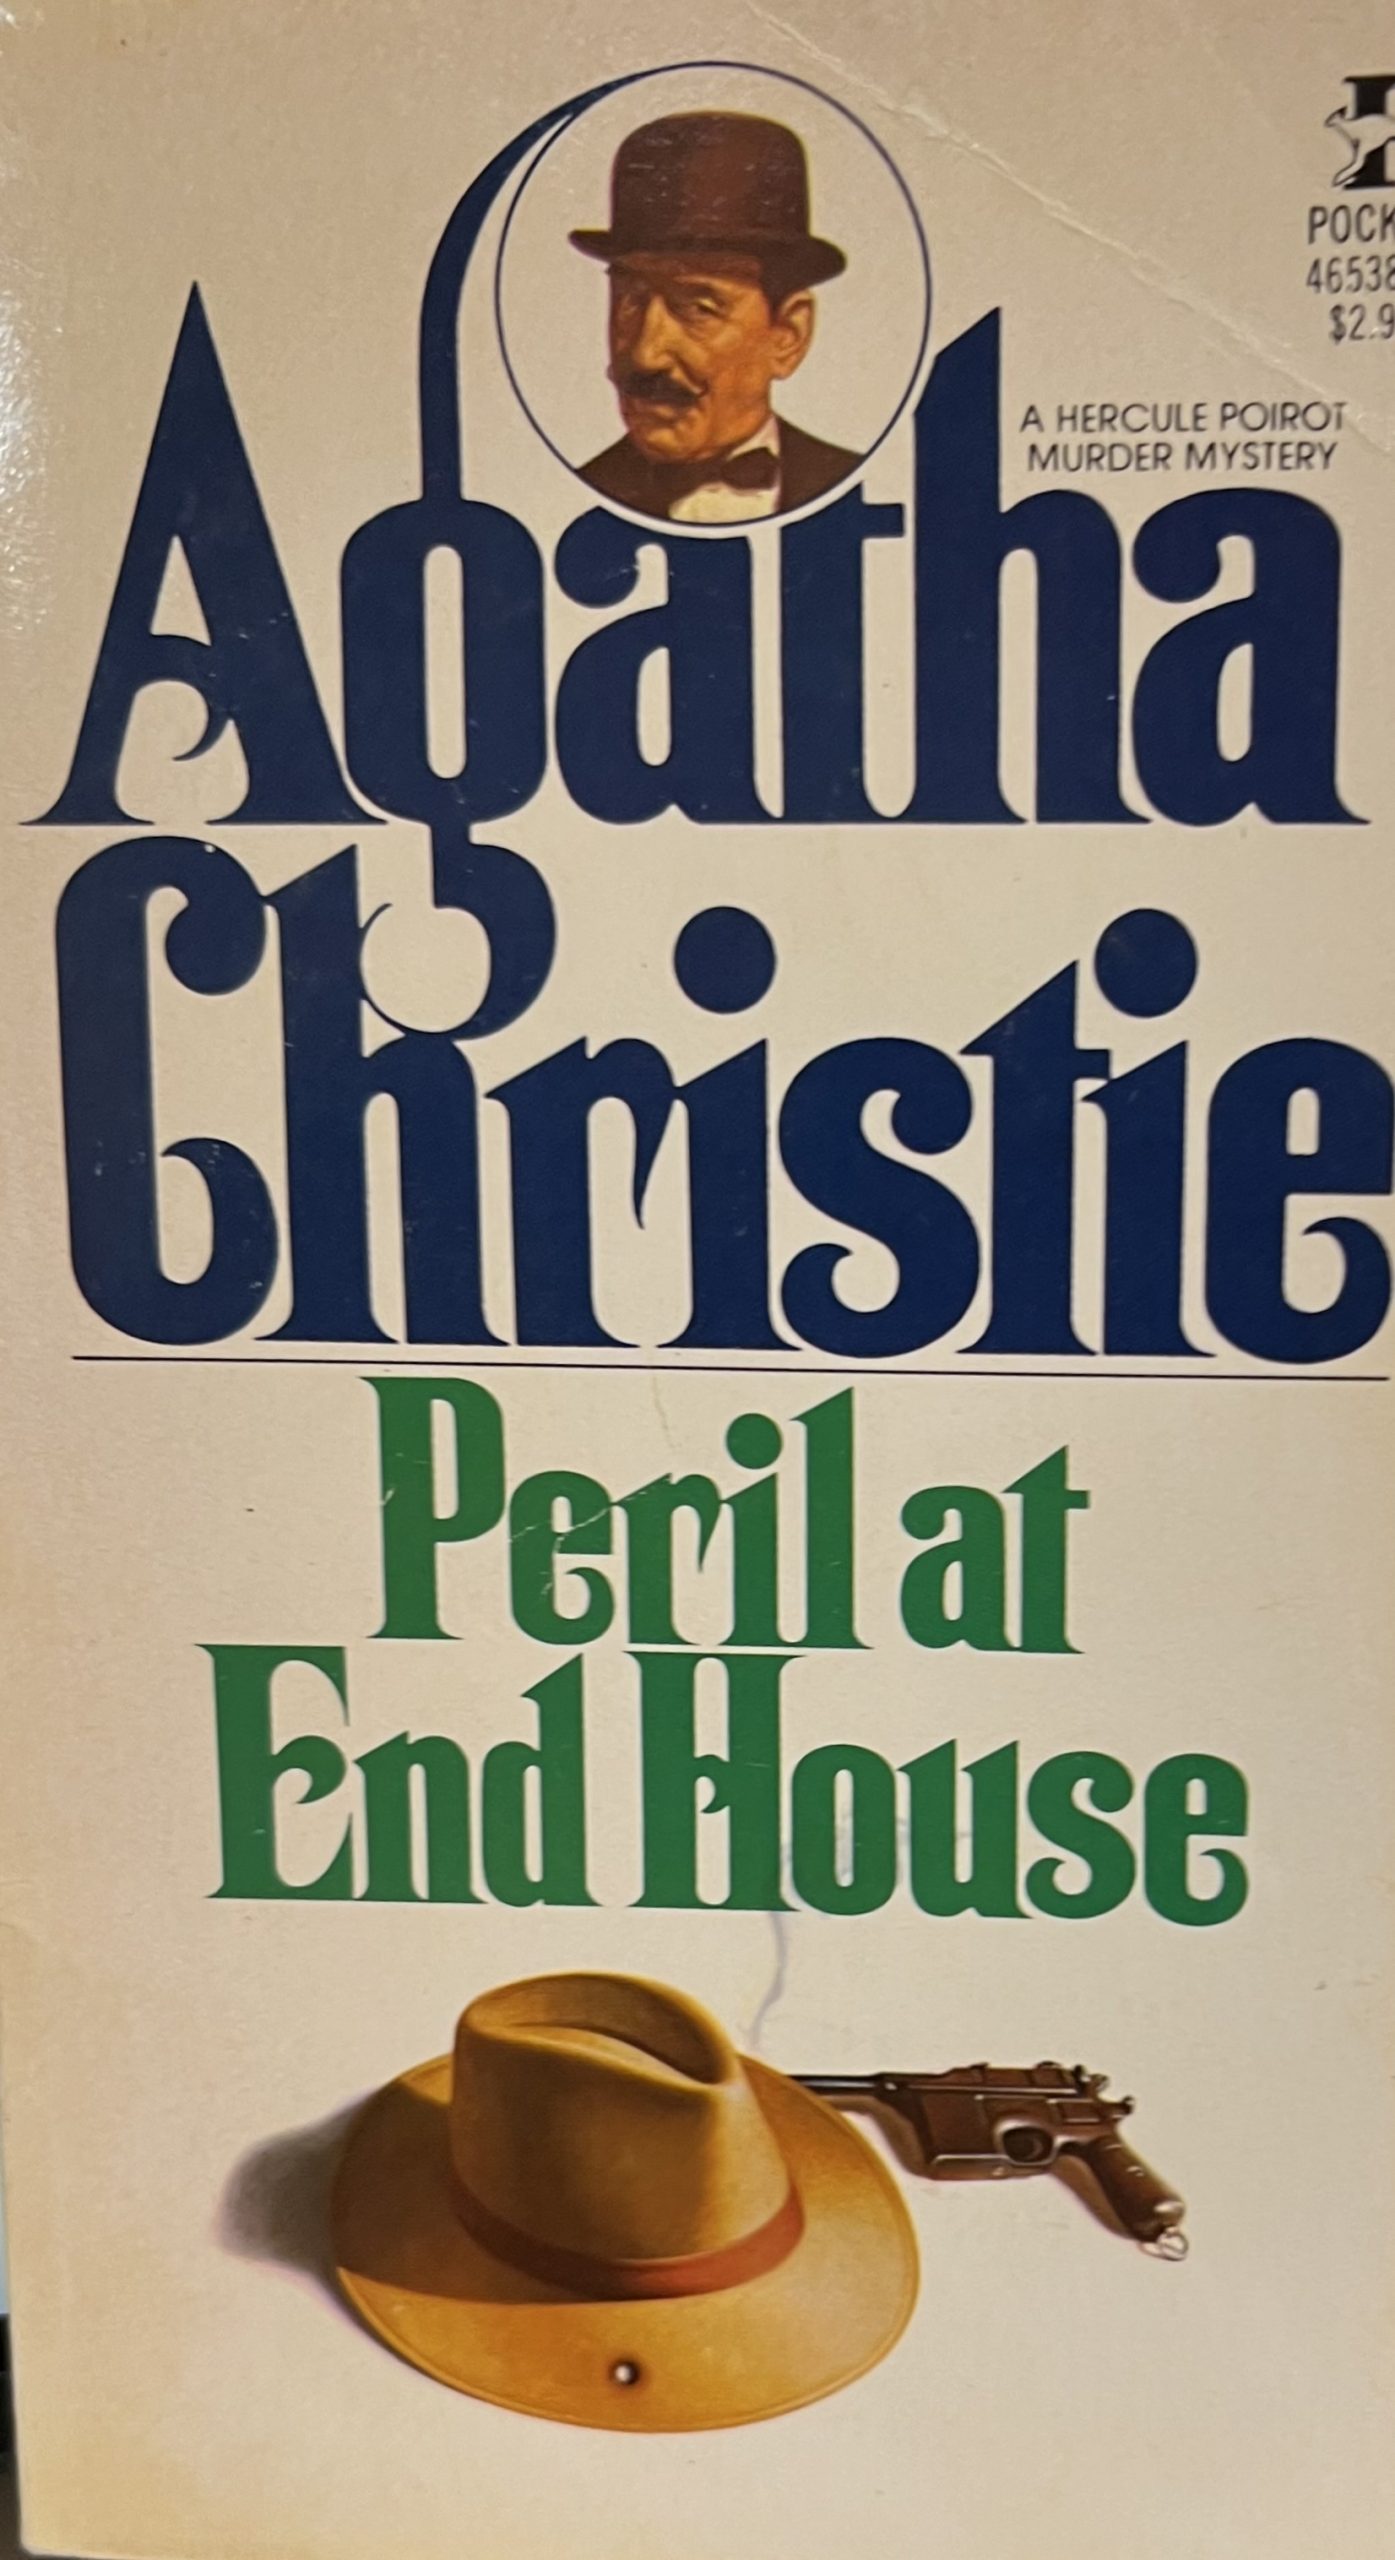 POCK
46538
$2.9
A HERCULE POIROT
MURDER MYSTERY
Agatha
Christie
Peril at
End House